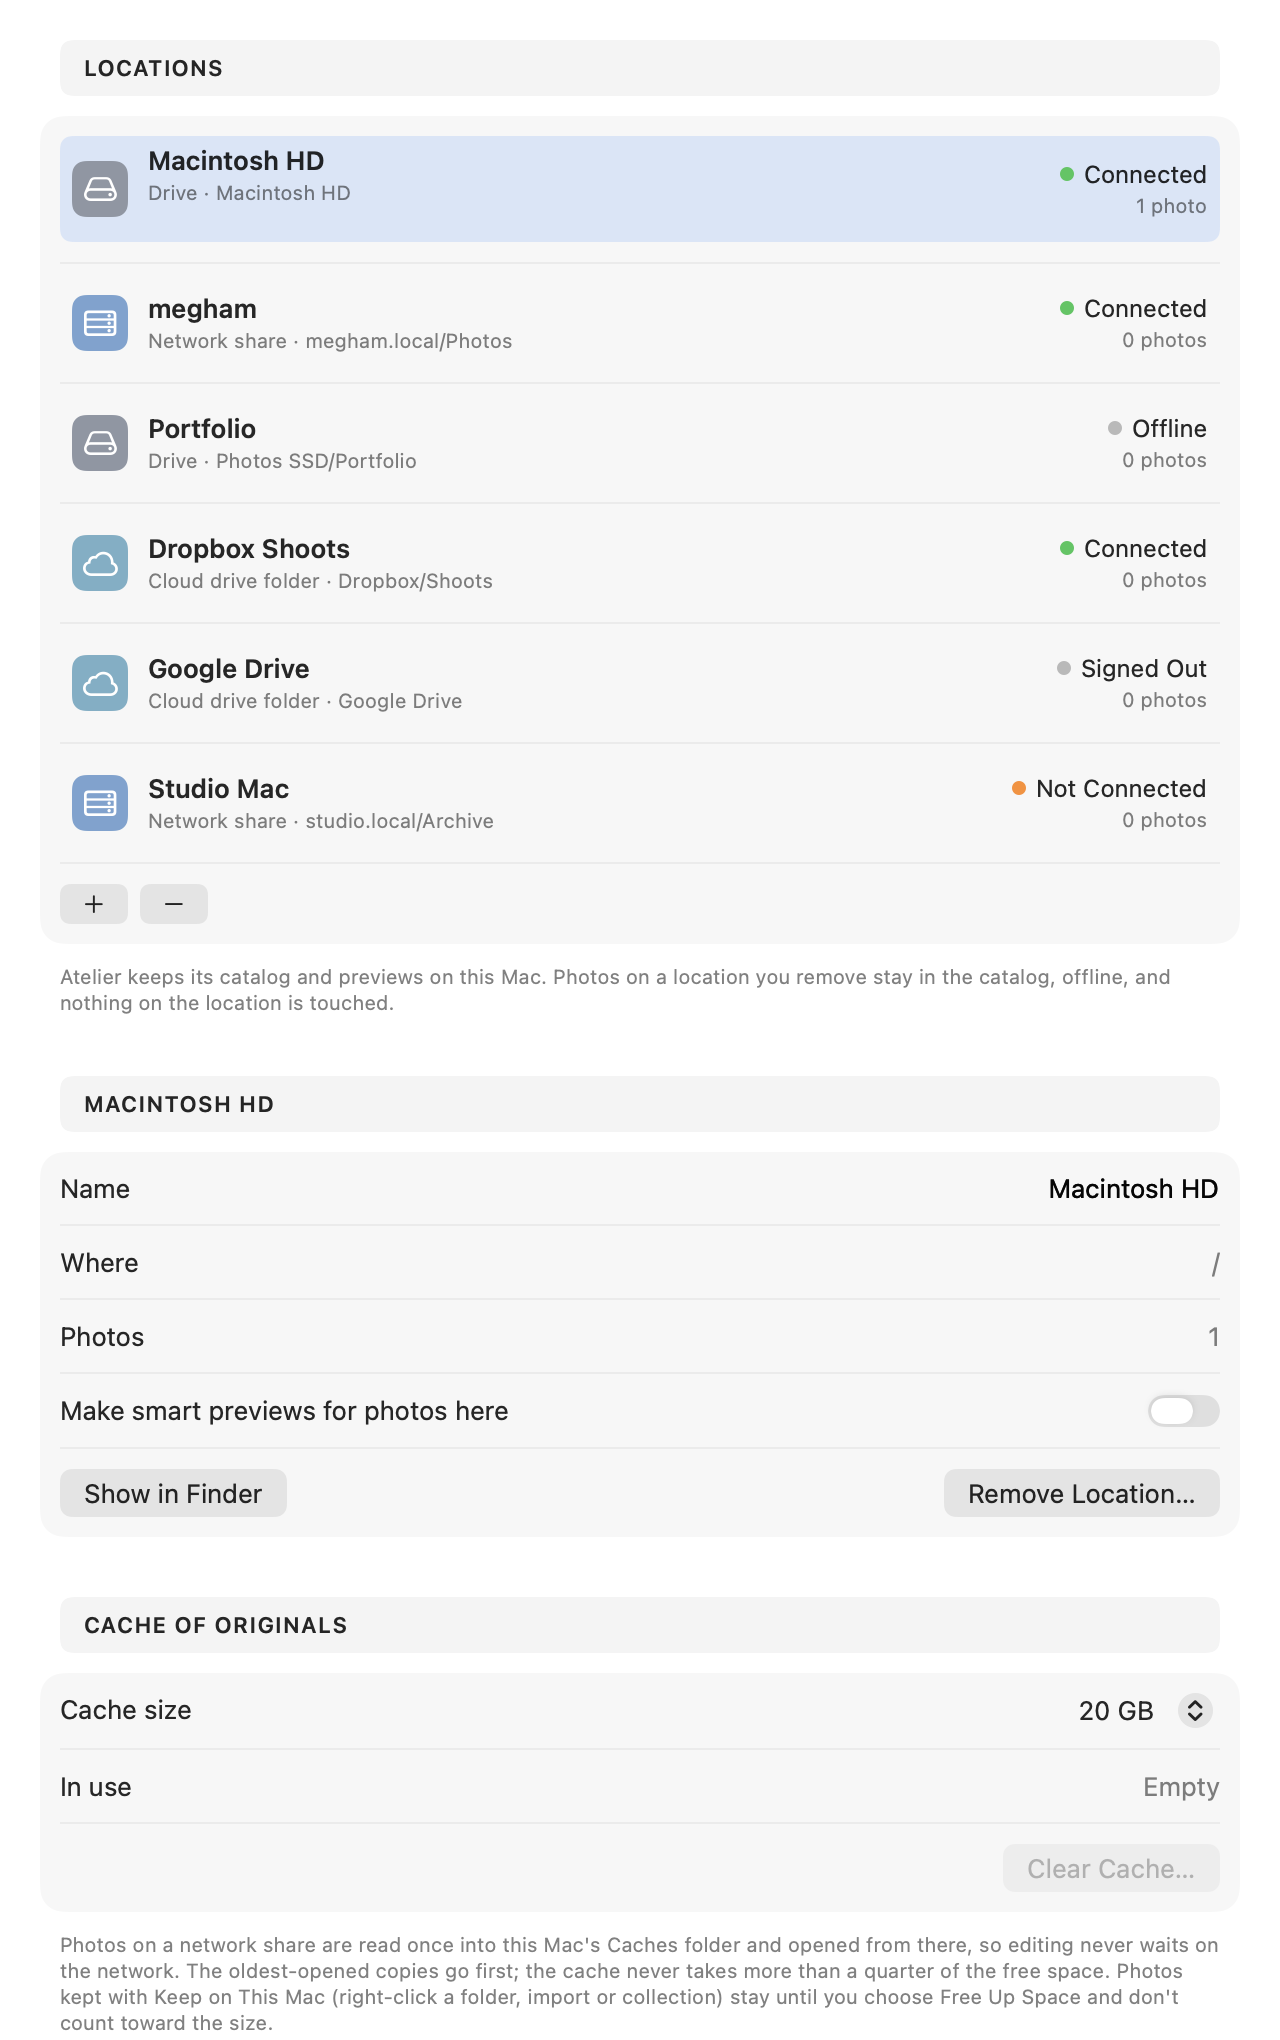 LOCATIONS
Macintosh HD
Connected
Drive · Macintosh HD
1 photo
megham
Connected
Network share · megham.local/Photos
0 photos
Portfolio
Offline
Drive · Photos SSD/Portfolio
0 photos
Dropbox Shoots
Connected
Cloud drive folder · Dropbox/Shoots
0 photos
Google Drive
Signed Out
Cloud drive folder · Google Drive
0 photos
Studio Mac
Not Connected
Network share · studio.local/Archive
0 photos
Atelier keeps its catalog and previews on this Mac. Photos on a location you remove stay in the catalog, offline, and
nothing on the location is touched.
MACINTOSH HD
Name
Macintosh HD
Where
/
Photos
1
Make smart previews for photos here
Show in Finder
Remove Location...
CACHE OF ORIGINALS
Cache size
20 GB
In use
Empty
Clear Cache...
Photos on a network share are read once into this Mac's Caches folder and opened from there, so editing never waits on
the network. The oldest-opened copies go first; the cache never takes more than a quarter of the free space. Photos
kept with Keep on This Mac (right-click a folder, import or collection) stay until you choose Free Up Space and don't
count toward the size.